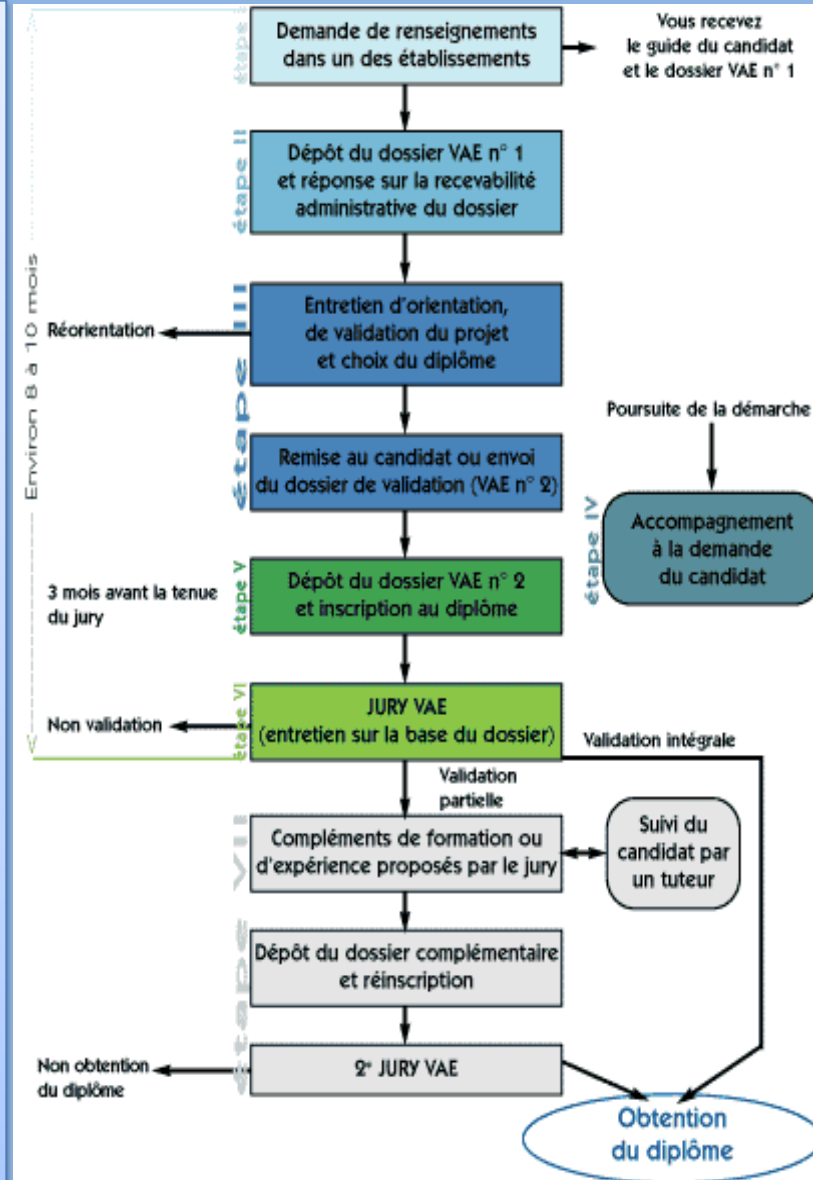 étape I
Demande de renseignements
dans un des établissements
Vous recevez
le guide du candidat
et le dossier VAE n° 1
étape II
Dépôt du dossier VAE n° 1
et réponse sur la recevabilité
administrative du dossier
Environ 8 à 10 mois
étape III
Entretien d'orientation,
de validation du projet
et choix du diplôme
Réorientation
Remise au candidat ou envoi
du dossier de validation (VAE n° 2)
Poursuite de la démarche
étape IV
Accompagnement
à la demande
du candidat
3 mois avant la tenue
du jury
étape V
Dépôt du dossier VAE n° 2
et inscription au diplôme
étape VI
JURY VAE
(entretien sur la base du dossier)
Non validation
Validation intégrale
Validation
partielle
étape VII
Compléments de formation ou
d'expérience proposés par le jury
Suivi du
candidat par
un tuteur
Dépôt du dossier complémentaire
et réinscription
2e JURY VAE
Non obtention
du diplôme
Obtention
du diplôme